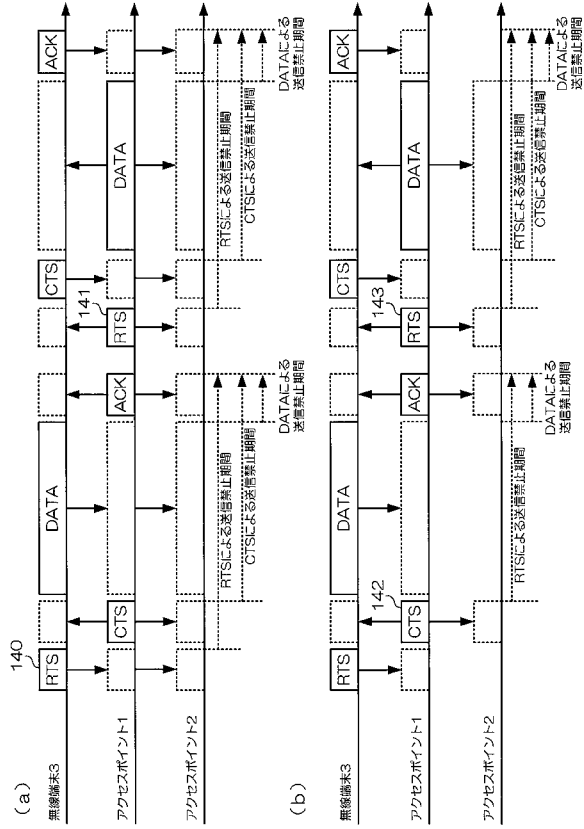 (a)
140
無線端末3
RTS
DATA
CTS
ACK
141
アクセスポイント1
CTS
ACK
RTS
DATA
アクセスポイント2
RTSによる送信禁止期間
CTSによる送信禁止期間
DATAによる
送信禁止期間
RTSによる送信禁止期間
CTSによる送信禁止期間
DATAによる
送信禁止期間
(b)
無線端末3
RTS
DATA
CTS
ACK
142
143
アクセスポイント1
CTS
ACK
RTS
DATA
アクセスポイント2
RTSによる送信禁止期間
DATAによる
送信禁止期間
RTSによる送信禁止期間
CTSによる送信禁止期間
DATAによる
送信禁止期間